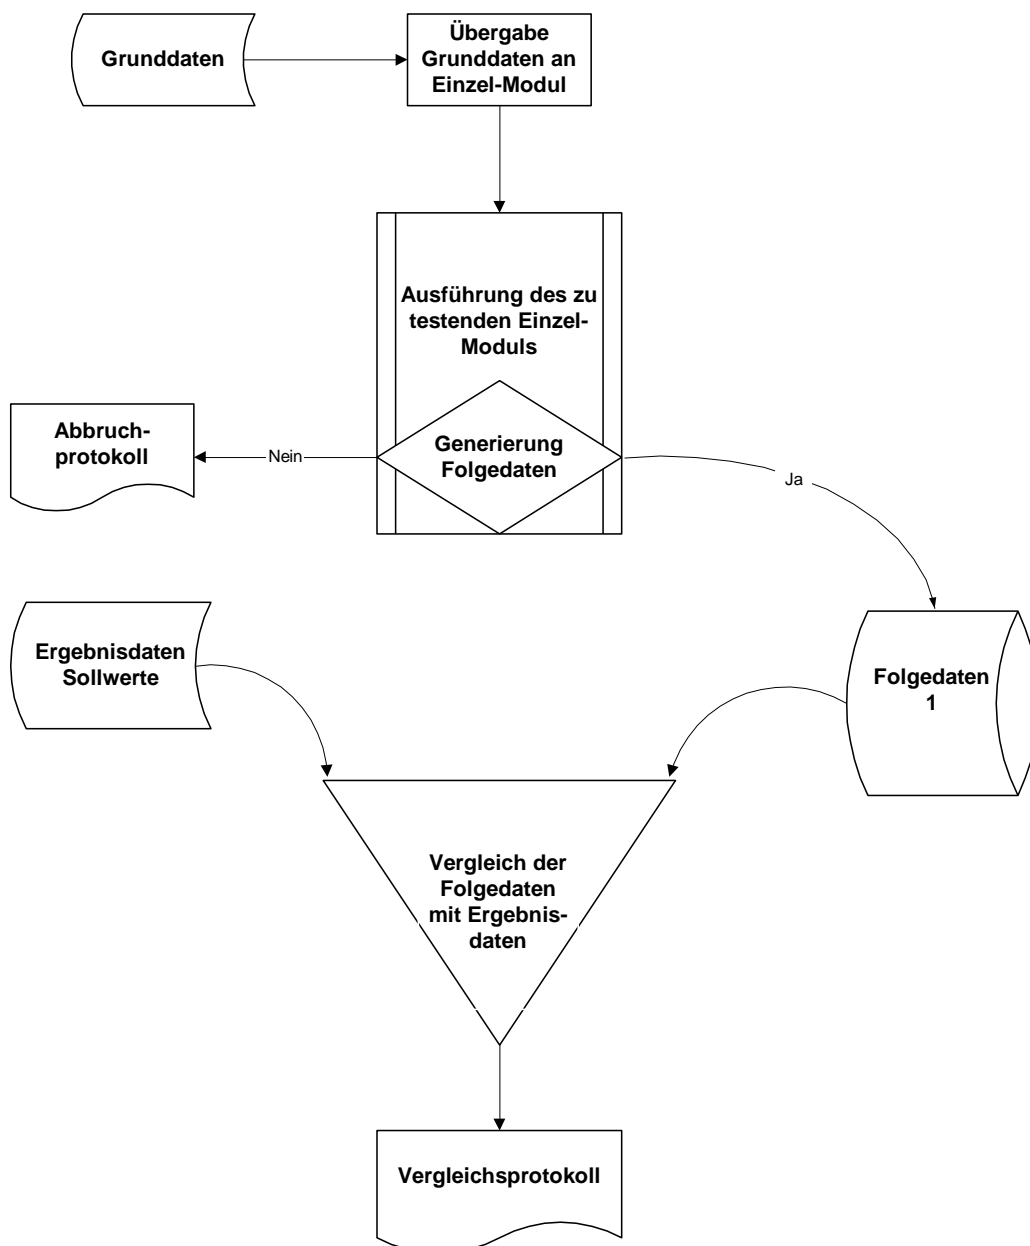 Grunddaten
Übergabe
Grunddaten an
Einzel-Modul
Ausführung des zu
testenden Einzel-
Moduls
Abbruch-
protokoll
Nein
Generierung
Folgedaten
Ja
Ergebnisdaten
Sollwerte
Folgedaten
1
Vergleich der
Folgedaten
mit Ergebnis-
daten
Vergleichsprotokoll